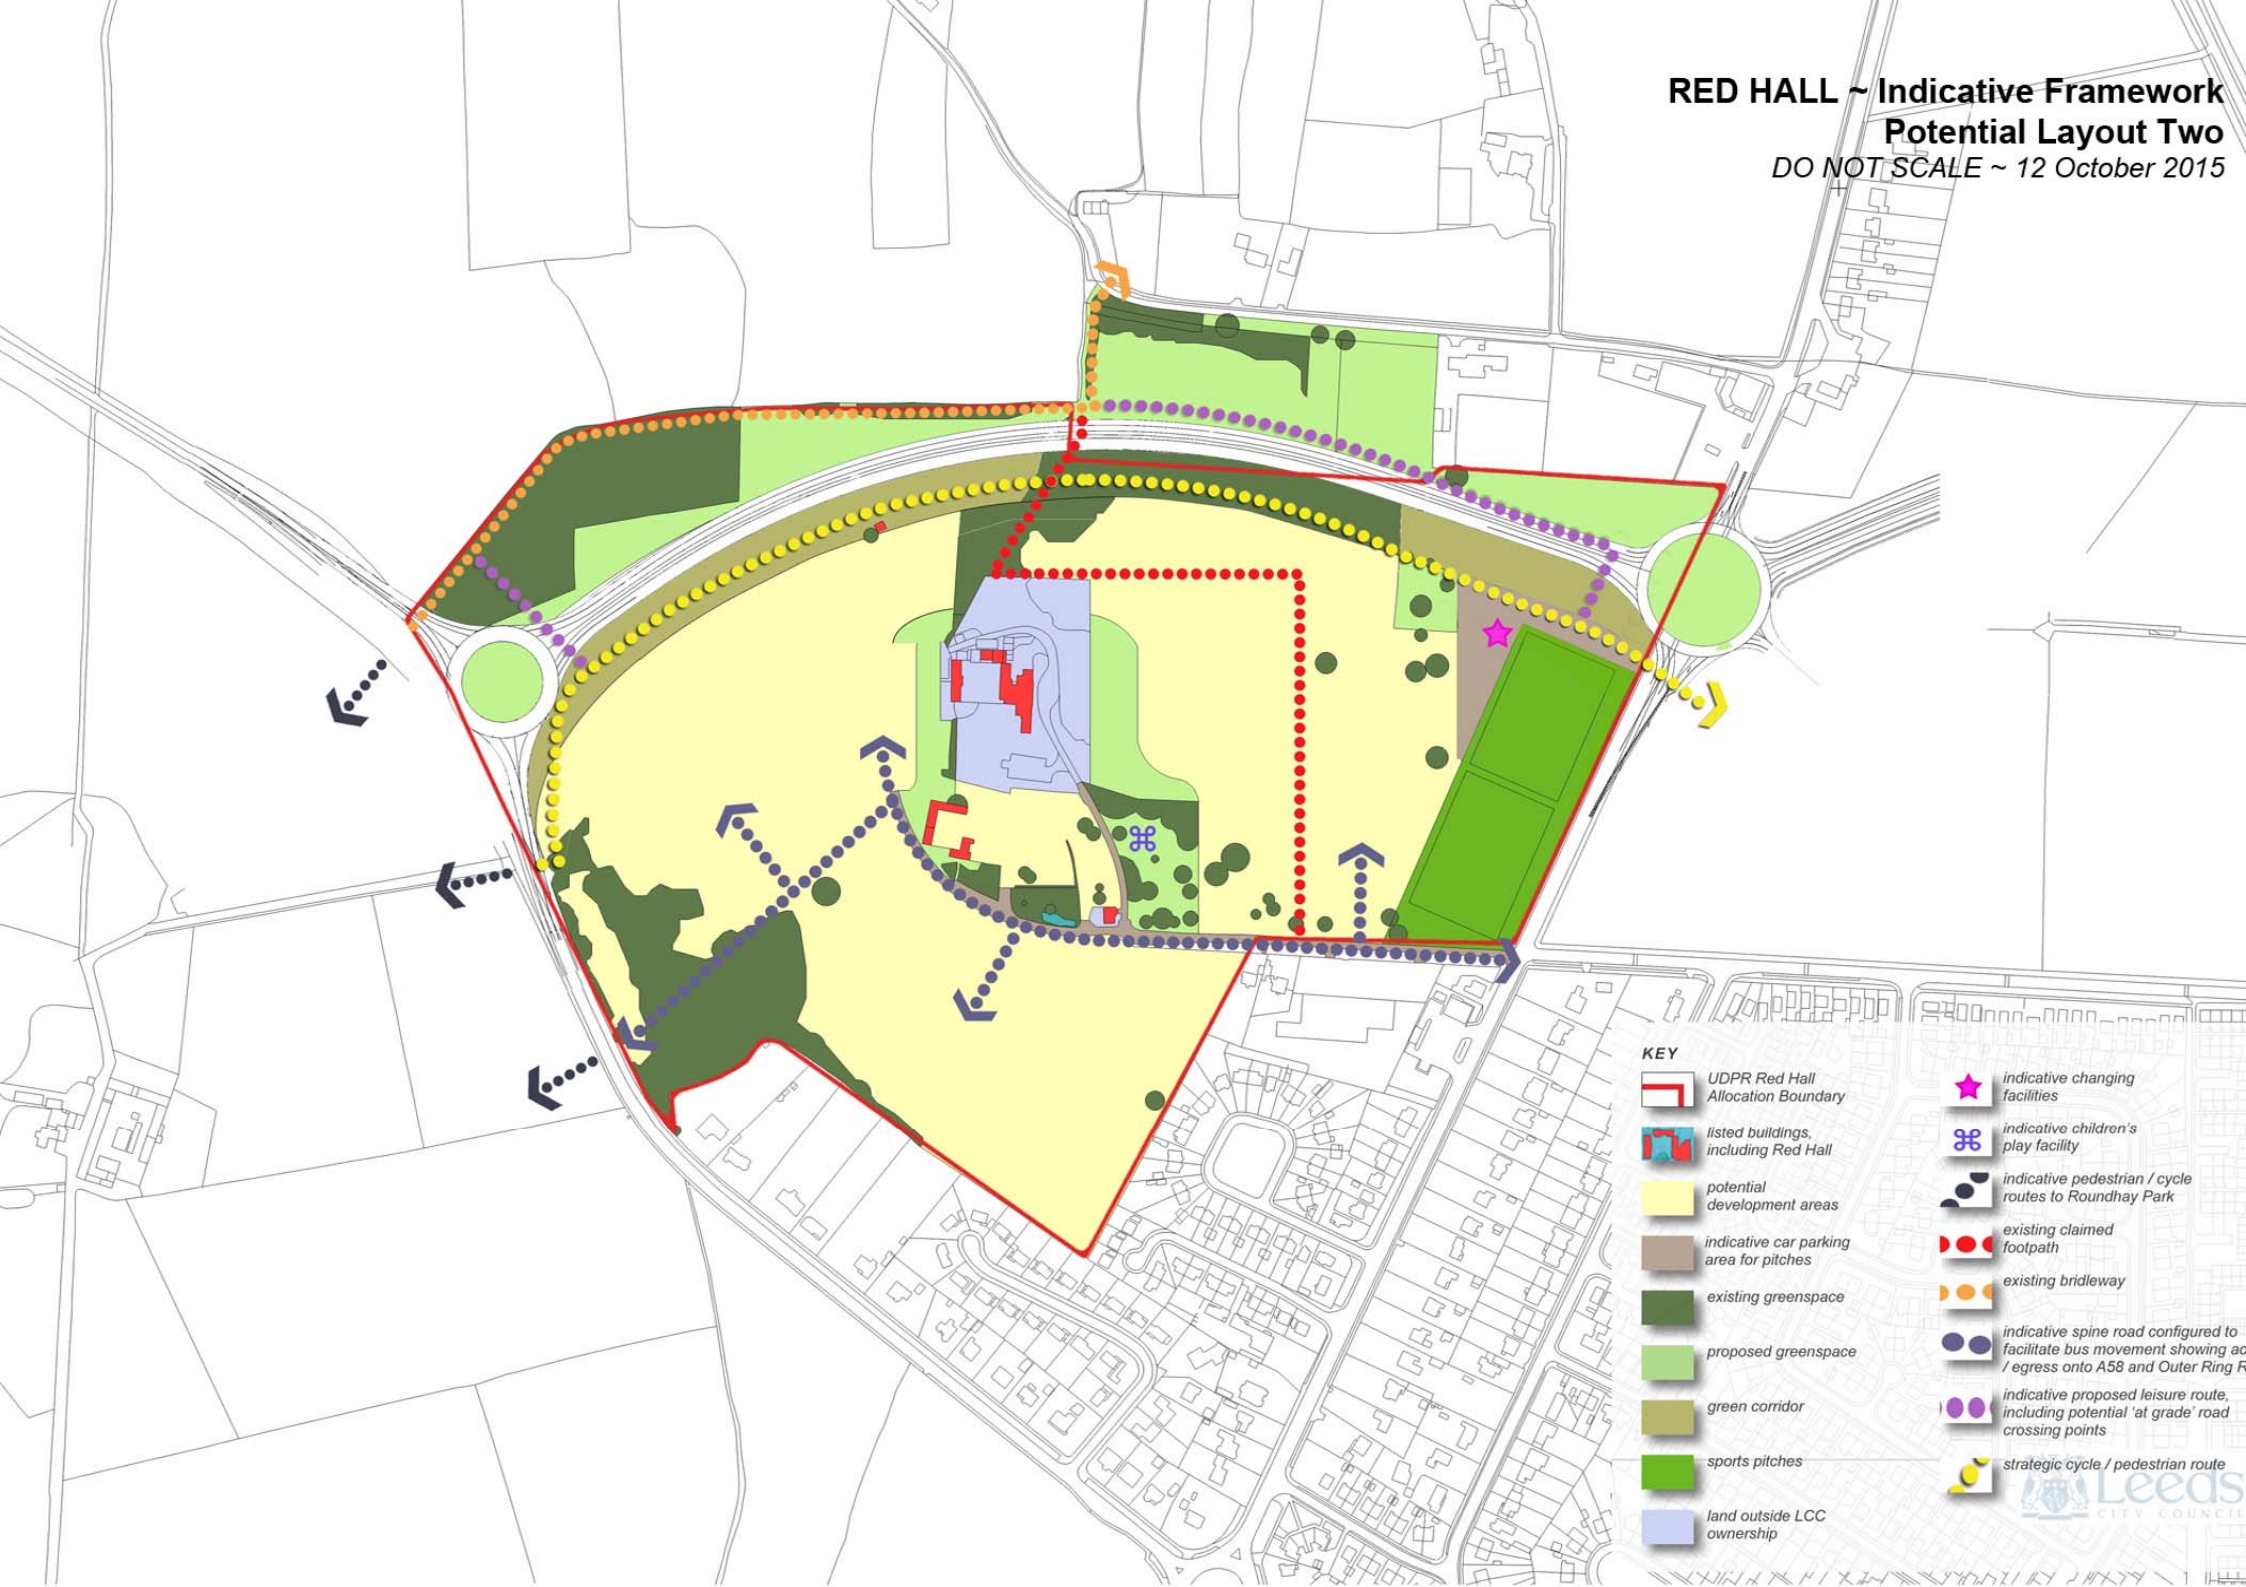 RED HALL ~ Indicative Framework
Potential Layout Two
DO NOT SCALE ~ 12 October 2015
KEY
UDPR Red Hall
Allocation Boundary
listed buildings,
including Red Hall
potential
development areas
indicative car parking
area for pitches
existing greenspace
proposed greenspace
green corridor
sports pitches
land outside LCC
ownership
indicative changing
facilities
indicative children's
play facility
indicative pedestrian / cycle
routes to Roundhay Park
existing claimed
footpath
existing bridleway
indicative spine road configured to
facilitate bus movement showing ac
/ egress onto A58 and Outer Ring R
indicative proposed leisure route,
including potential 'at grade' road
crossing points
strategic cycle / pedestrian route
Leeds
CITY COUNCIL